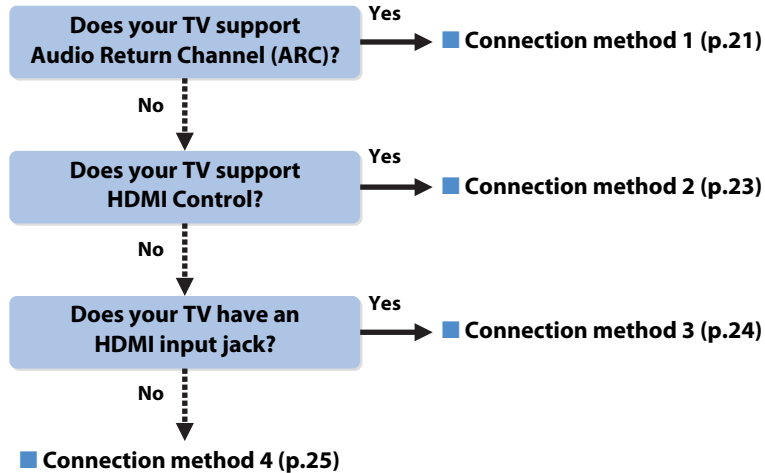 Does your TV support
Audio Return Channel (ARC)?
Yes
Connection method 1 (p.21)
No
Does your TV support
HDMI Control?
Yes
Connection method 2 (p.23)
No
Does your TV have an
HDMI input jack?
Yes
Connection method 3 (p.24)
No
Connection method 4 (p.25)